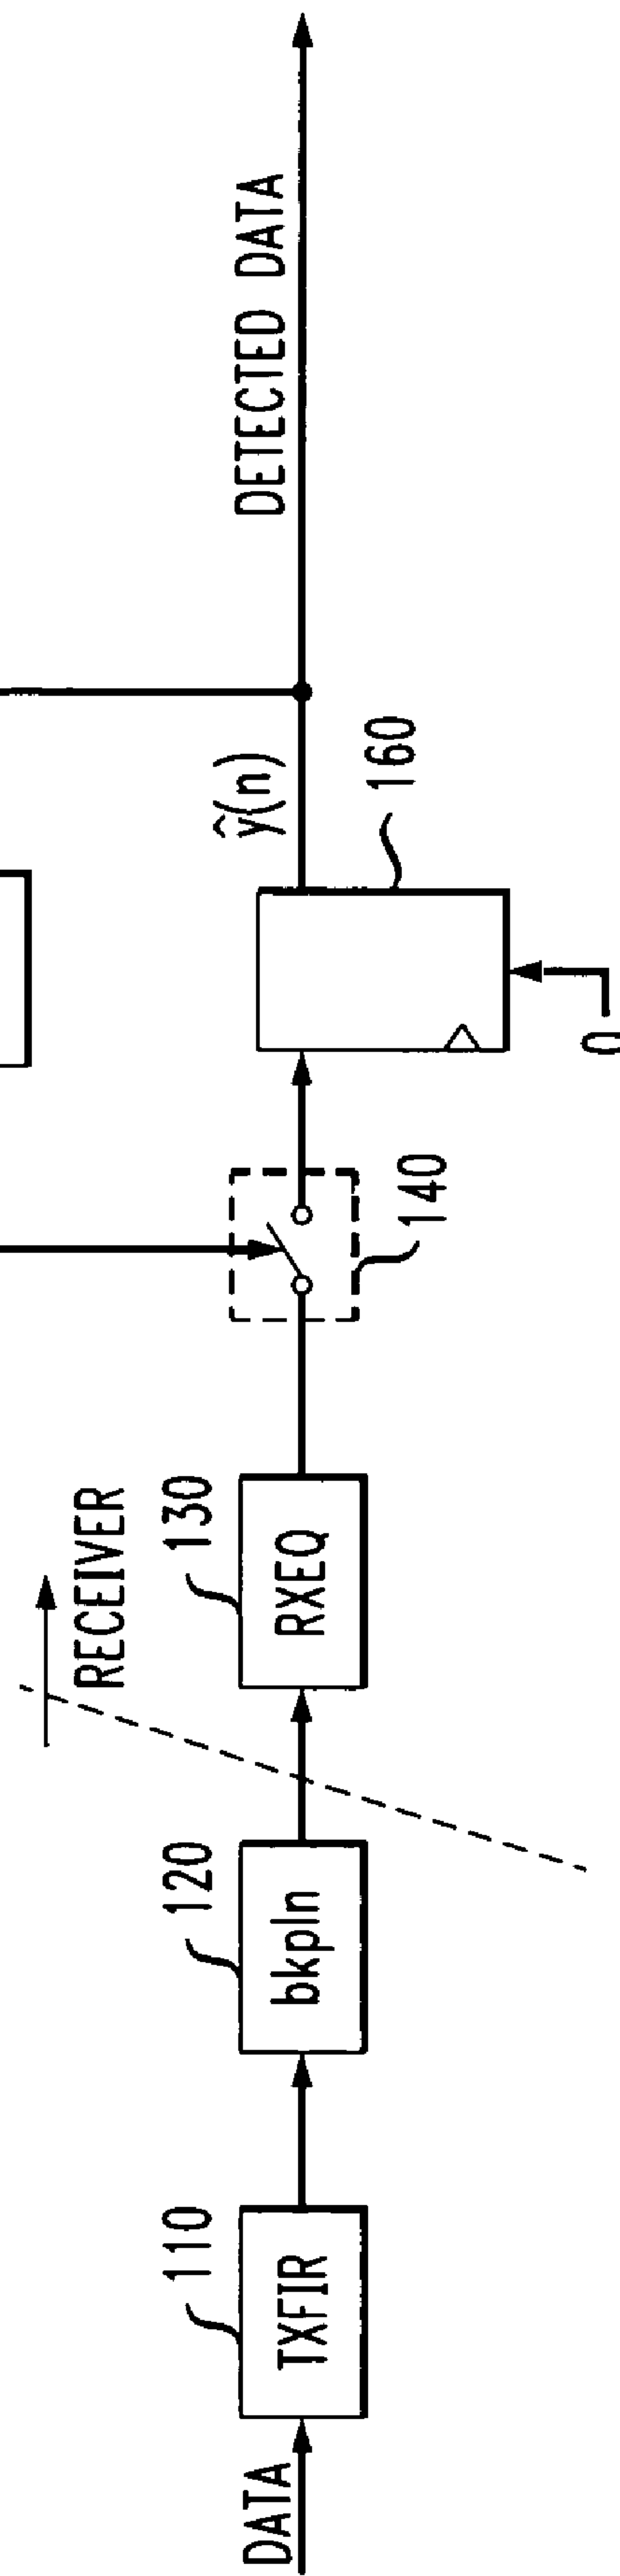 DATA
110
TXFIR
120
bkpln
RECEIVER
130
RXEQ
140
160
0
ŷ(n)
DETECTED DATA